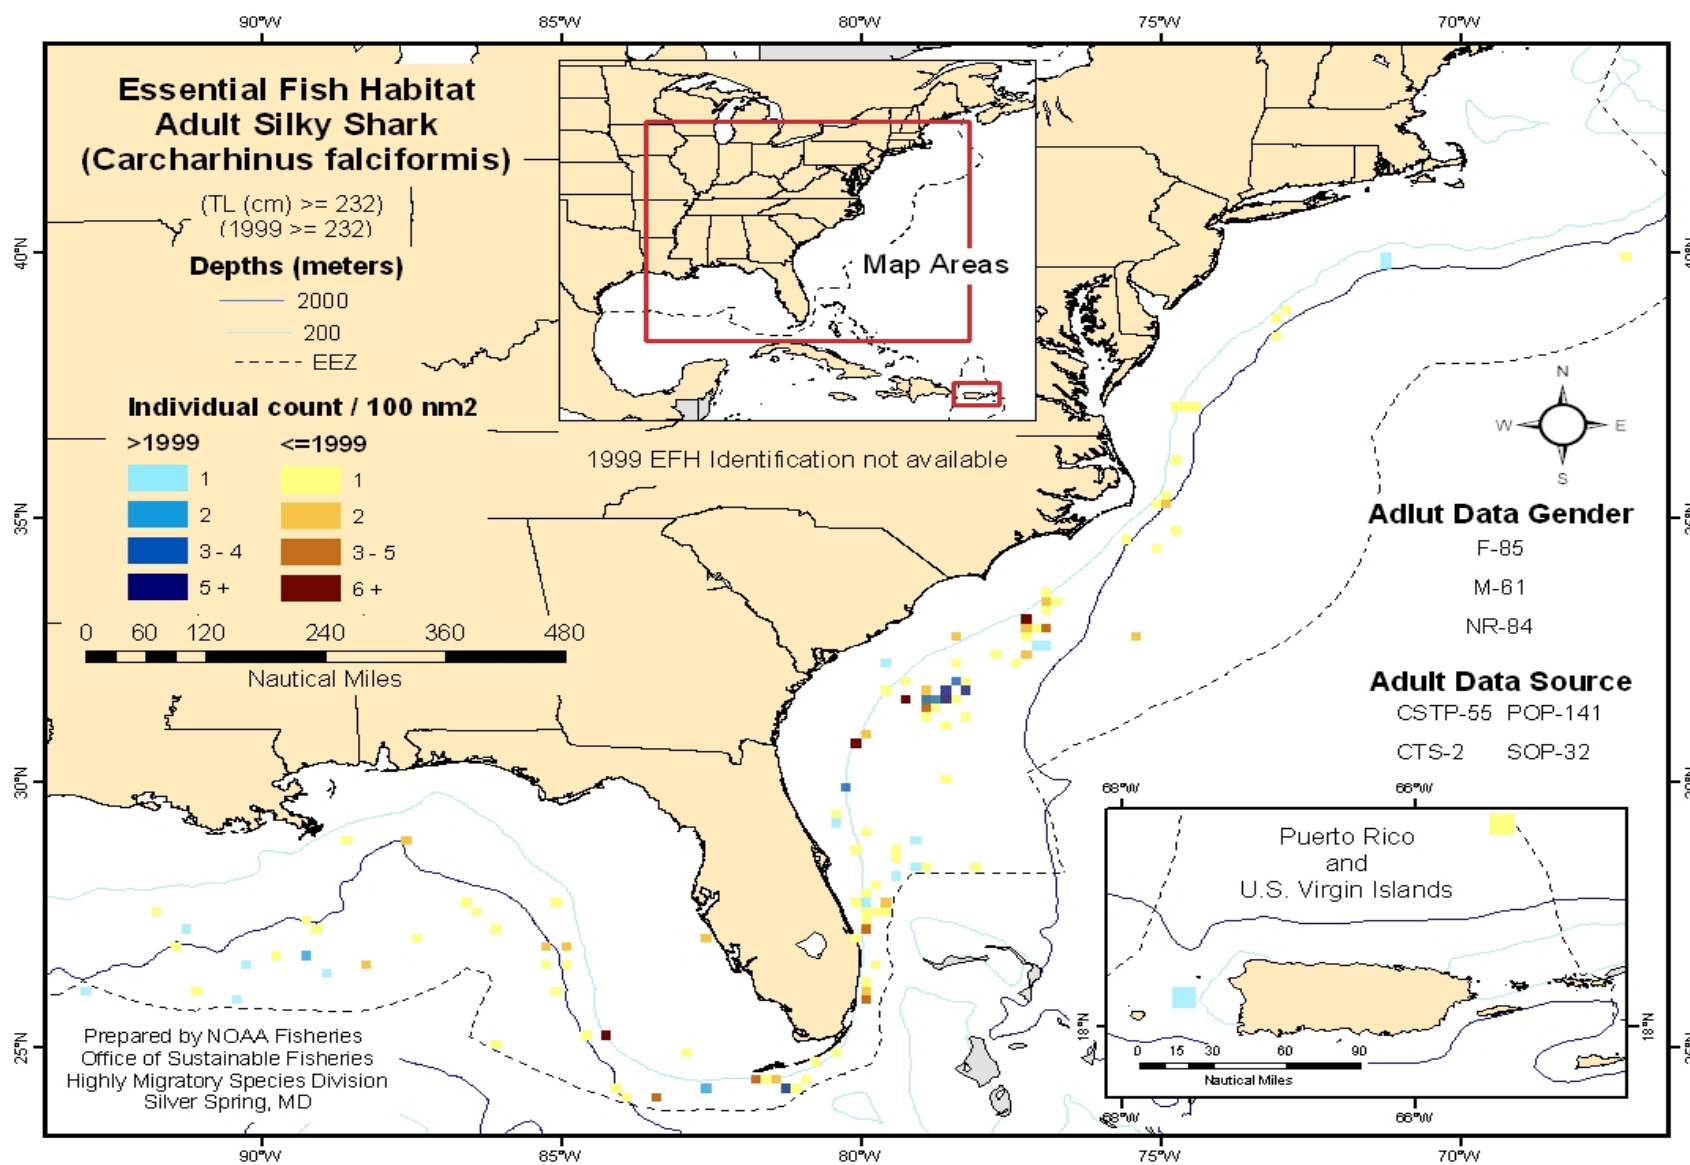 90°W 85°W 80°W 75°W 70°W
Essential Fish Habitat
Adult Silky Shark
(Carcharhinus falciformis)
(TL (cm) >= 232)
(1999 >= 232)
Depths (meters)
2000
200
EEZ
Individual count / 100 nm2
>1999 <=1999
1 1
2 2
3 - 4 3 - 5
5 + 6 +
0 60 120 240 360 480
Nautical Miles
Map Areas
1999 EFH Identification not available
N
W E
S
Adlut Data Gender
F-85
M-61
NR-84
Adult Data Source
CSTP-55 POP-141
CTS-2 SOP-32
40°N
35°N
30°N
25°N
68°W 66°W
Puerto Rico
and
U.S. Virgin Islands
18°N 18°N
0 15 30 60 90
Nautical Miles
68°W 66°W
Prepared by NOAA Fisheries
Office of Sustainable Fisheries
Highly Migratory Species Division
Silver Spring, MD
90°W 85°W 80°W 75°W 70°W